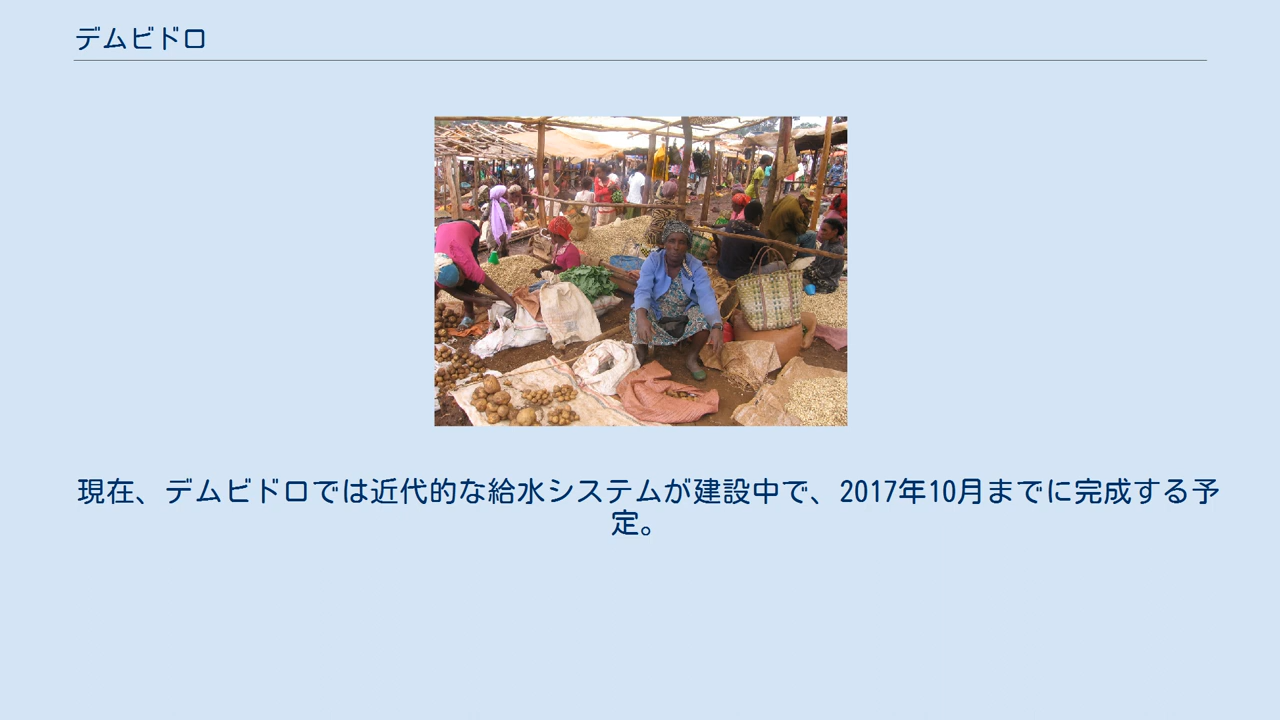 デムビドロ
現在、デムビドロでは近代的な給水システムが建設中で、2017年10月までに完成する予
定。